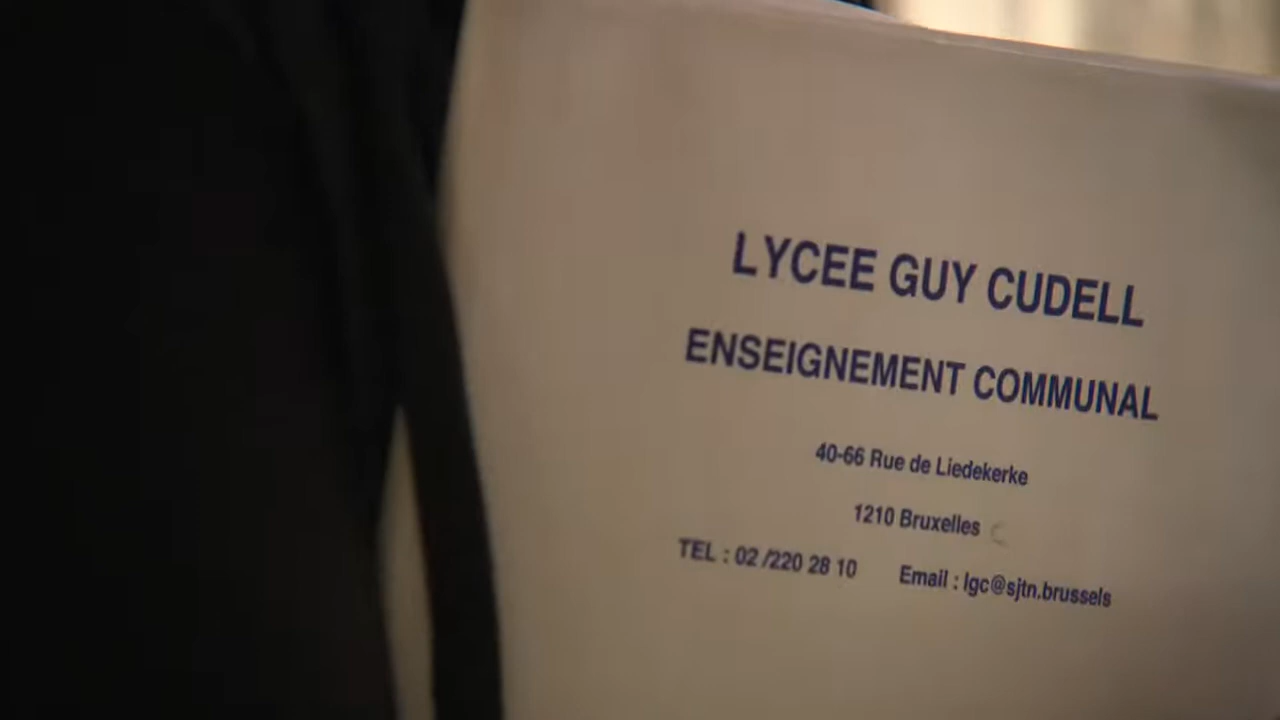 LYCEE GUY CUDELL
ENSEIGNEMENT COMMUNAL
40-66 Rue de Liedekerke
1210 Bruxelles
TEL : 02 /220 28 10 Email : lgc@sjtn.brussels